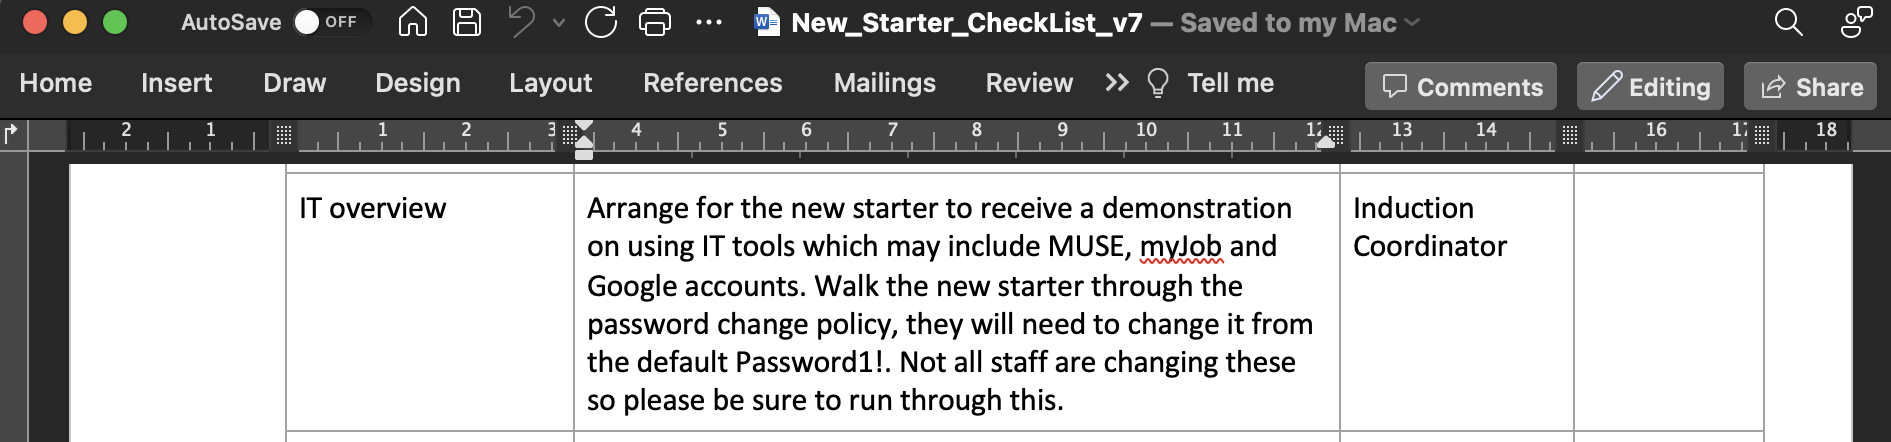 AutoSave OFF New_Starter_CheckList_v7 — Saved to my Mac
Home Insert Draw Design Layout References Mailings Review Tell me Comments Editing Share
2 1 1 2 3 4 5 6 7 8 9 10 11 12 13 14 16 17 18
IT overview
Arrange for the new starter to receive a demonstration
on using IT tools which may include MUSE, myJob and
Google accounts. Walk the new starter through the
password change policy, they will need to change it from
the default Password1!. Not all staff are changing these
so please be sure to run through this.
Induction
Coordinator